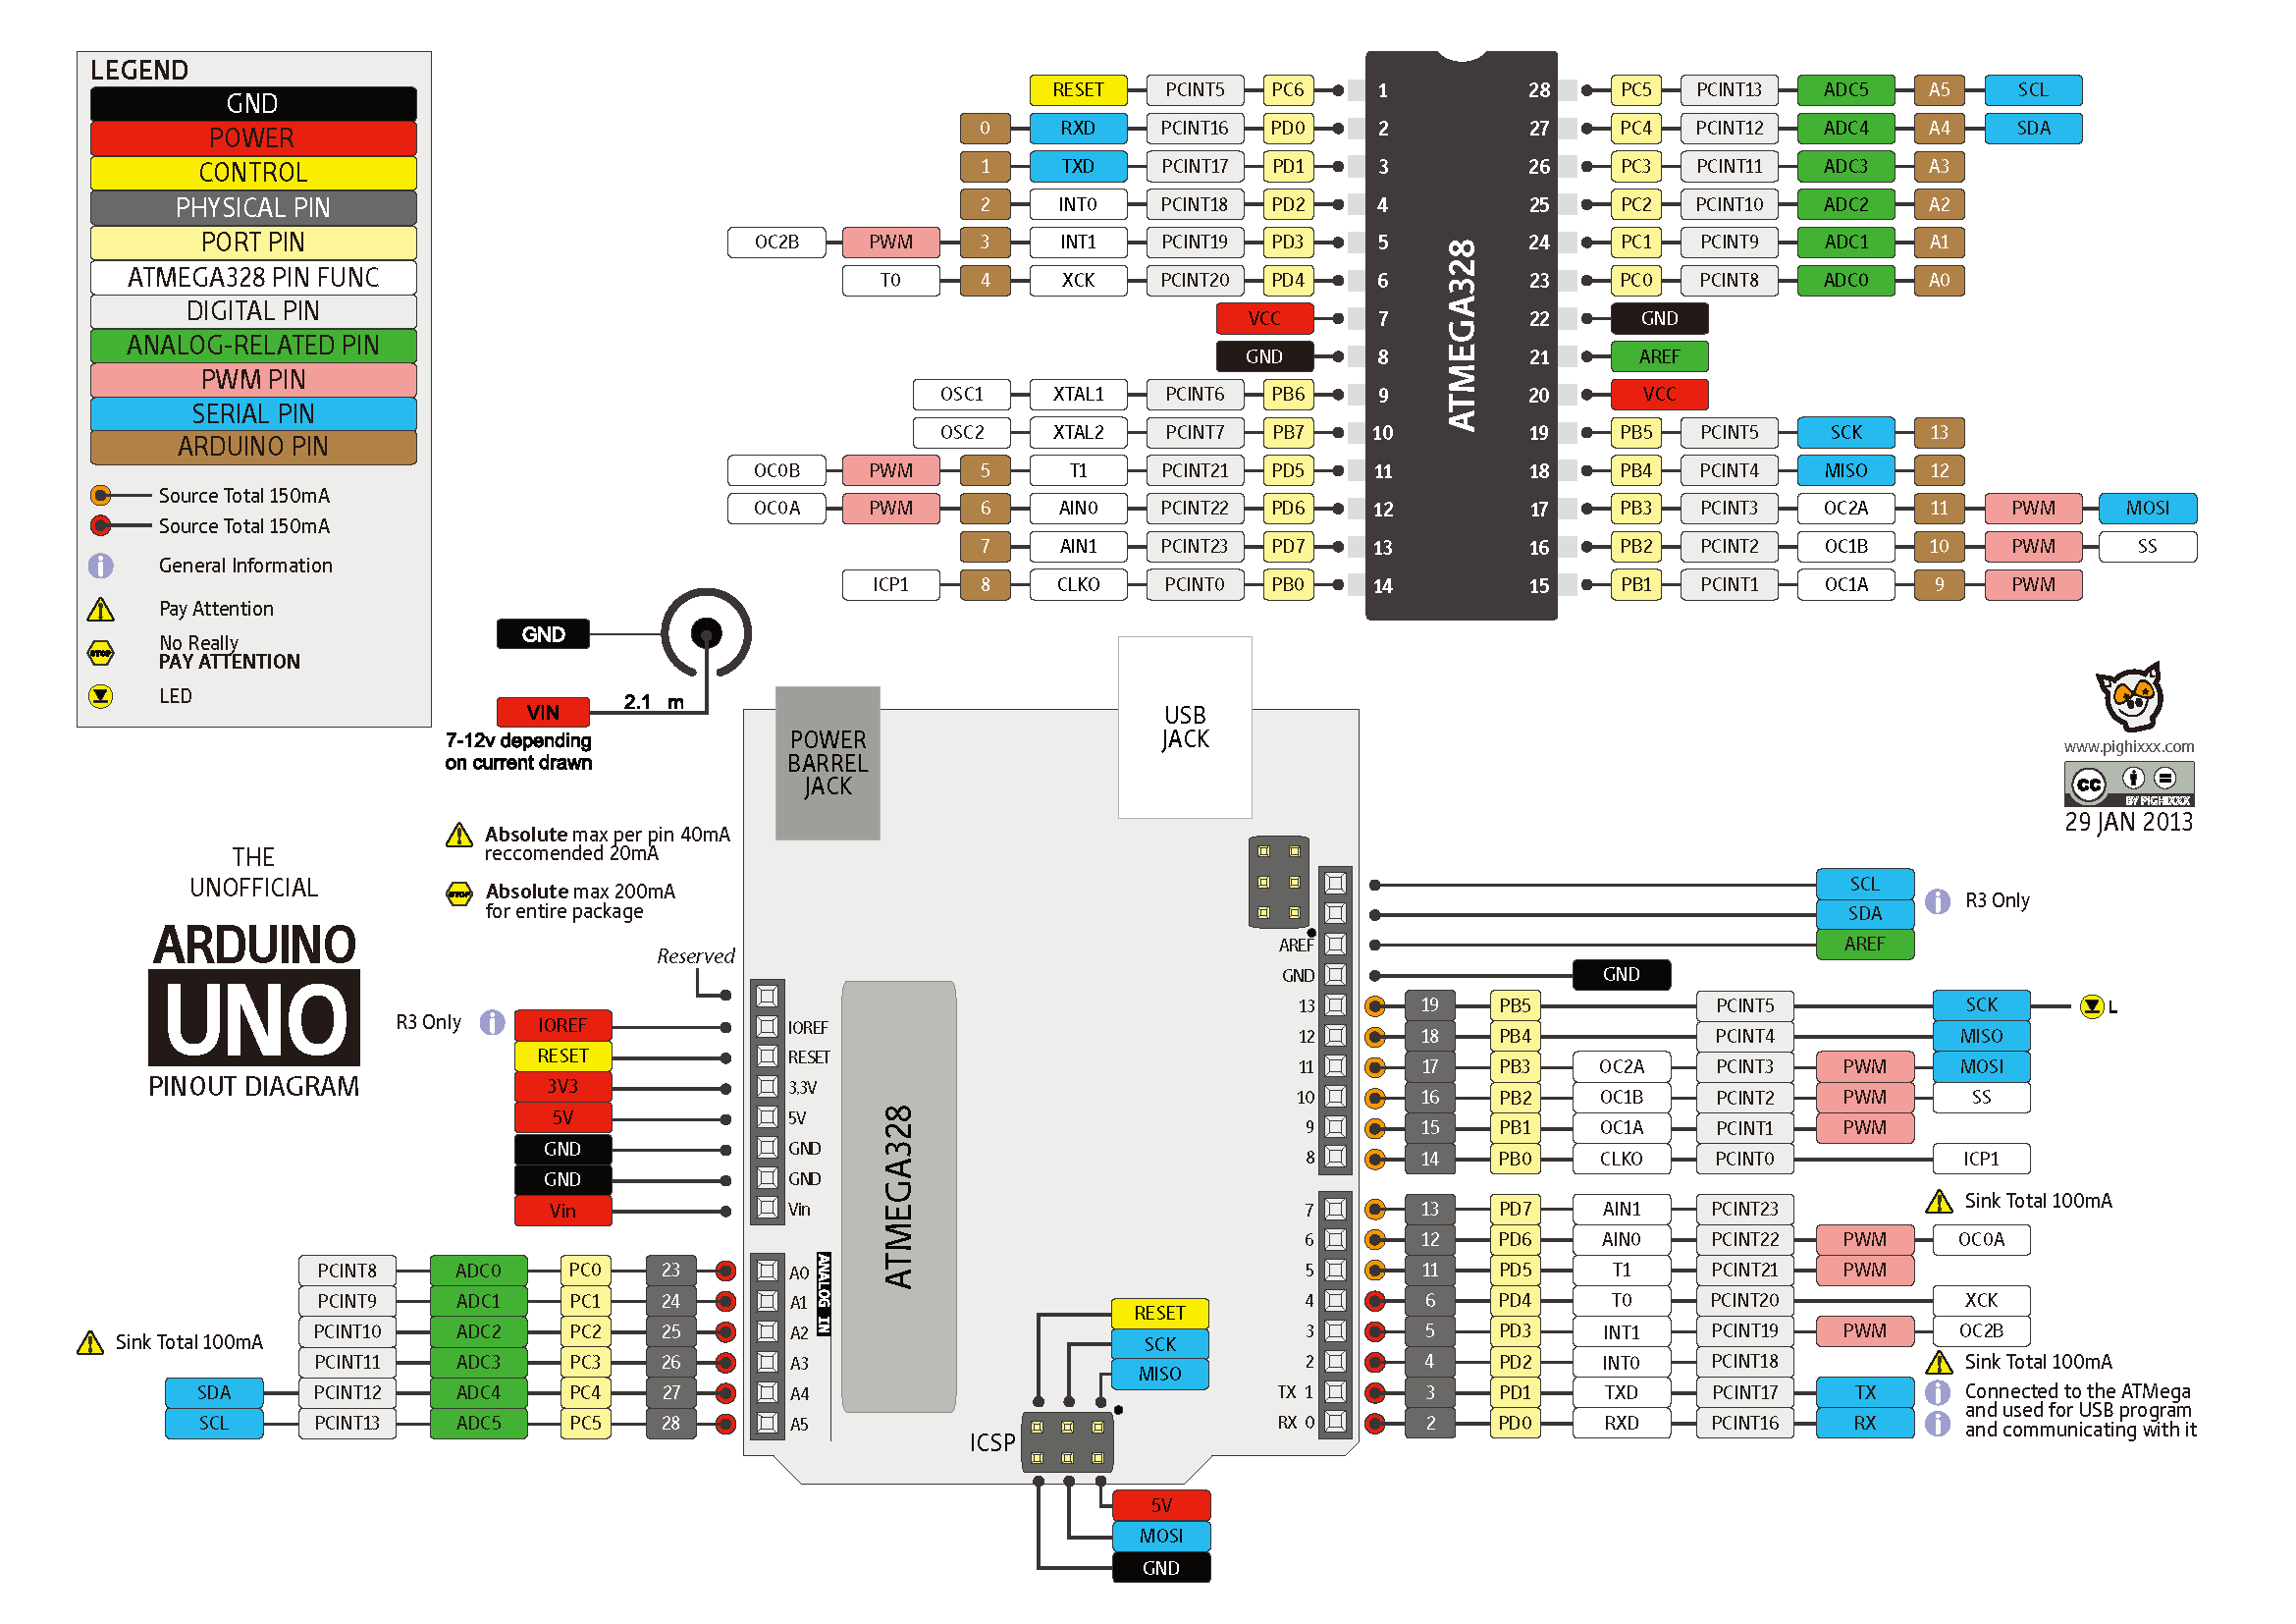 LEGEND
GND
POWER
CONTROL
PHYSICAL PIN
PORT PIN
ATMEGA328 PIN FUNC
DIGITAL PIN
ANALOG-RELATED PIN
PWM PIN
SERIAL PIN
ARDUINO PIN
Source Total 150mA
Source Total 150mA
General Information
Pay Attention
No Really
PAY ATTENTION
LED
RESET PCINT5 PC6 1
0 RXD PCINT16 PD0 2
1 TXD PCINT17 PD1 3
2 INT0 PCINT18 PD2 4
OC2B PWM 3 INT1 PCINT19 PD3 5
T0 4 XCK PCINT20 PD4 6
VCC 7
GND 8
OSC1 XTAL1 PCINT6 PB6 9
OSC2 XTAL2 PCINT7 PB7 10
OC0B PWM 5 T1 PCINT21 PD5 11
OC0A PWM 6 AIN0 PCINT22 PD6 12
7 AIN1 PCINT23 PD7 13
ICP1 8 CLKO PCINT0 PB0 14
ATMEGA328
28 PC5 PCINT13 ADC5 A5 SCL
27 PC4 PCINT12 ADC4 A4 SDA
26 PC3 PCINT11 ADC3 A3
25 PC2 PCINT10 ADC2 A2
24 PC1 PCINT9 ADC1 A1
23 PC0 PCINT8 ADC0 A0
22 GND
21 AREF
20 VCC
19 PB5 PCINT5 SCK 13
18 PB4 PCINT4 MISO 12
17 PB3 PCINT3 OC2A 11 PWM MOSI
16 PB2 PCINT2 OC1B 10 PWM SS
15 PB1 PCINT1 OC1A 9 PWM
GND
VIN 2.1 m
7-12v depending
on current drawn
POWER
BARREL
JACK
USB
JACK
www.pighixxx.com
cc
BY PIGHIXXX
29 JAN 2013
THE
UNOFFICIAL
ARDUINO
UNO
PINOUT DIAGRAM
Absolute max per pin 40mA
reccomended 20mA
STOP
Absolute max 200mA
for entire package
Reserved
R3 Only IOREF IOREF
RESET RESET
3V3 3.3V
5V 5V
GND GND
GND GND
Vin Vin
PCINT8 ADC0 PC0 23 A0
PCINT9 ADC1 PC1 24 A1
PCINT10 ADC2 PC2 25 A2
Sink Total 100mA
PCINT11 ADC3 PC3 26 A3
SDA PCINT12 ADC4 PC4 27 A4
SCL PCINT13 ADC5 PC5 28 A5
ANALOG IN
ATMEGA328
SCL
R3 Only
SDA
AREF AREF
GND GND
13 19 PB5 PCINT5 SCK L
12 18 PB4 PCINT4 MISO
11 17 PB3 OC2A PCINT3 PWM MOSI
10 16 PB2 OC1B PCINT2 PWM SS
9 15 PB1 OC1A PCINT1 PWM
8 14 PB0 CLKO PCINT0 ICP1
Sink Total 100mA
7 13 PD7 AIN1 PCINT23
6 12 PD6 AIN0 PCINT22 PWM OC0A
5 11 PD5 T1 PCINT21 PWM
4 6 PD4 T0 PCINT20 XCK
3 5 PD3 INT1 PCINT19 PWM OC2B
2 4 PD2 INT0 PCINT18
Sink Total 100mA
TX 1 3 PD1 TXD PCINT17 TX
RX 0 2 PD0 RXD PCINT16 RX
Connected to the ATMega
and used for USB program
and communicating with it
RESET
SCK
MISO
ICSP
5V
MOSI
GND